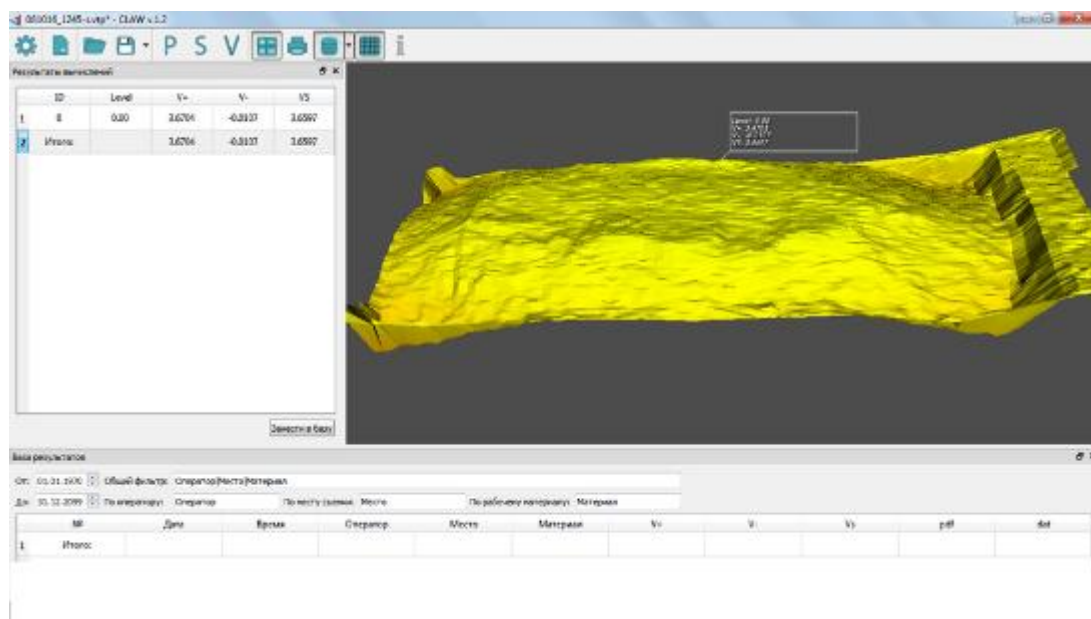 CLAW v.1.2
P S V
Результаты вычислений
ID Level V+ V- VS
1 0.00 3.6704 -0.0107 3.6597
2 Итого: 3.6704 -0.0107 3.6597
Занести в базу
База результатов
От: 01.01.1970 Общий фильтр: Оператор|Место|Материал
До: 31.12.2099 По оператору: Оператор По месту съемки: Место По рабочему материалу: Материал
№ Дата Время Оператор Место Материал V+ V- Vs pdf dat
1 Итого: